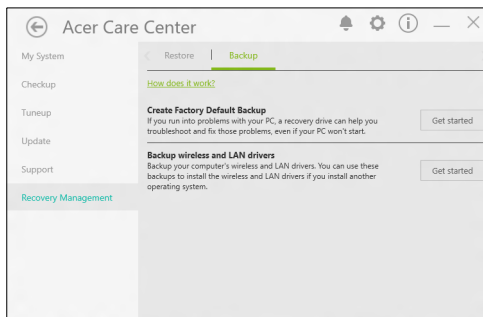 Acer Care Center
My System
Checkup
Tuneup
Update
Support
Recovery Management
Restore
Backup
How does it work?
Create Factory Default Backup
If you run into problems with your PC, a recovery drive can help you
troubleshoot and fix those problems, even if your PC won't start.
Get started
Backup wireless and LAN drivers
Backup your computer's wireless and LAN drivers. You can use these
backups to install the wireless and LAN drivers if you install another
operating system.
Get started